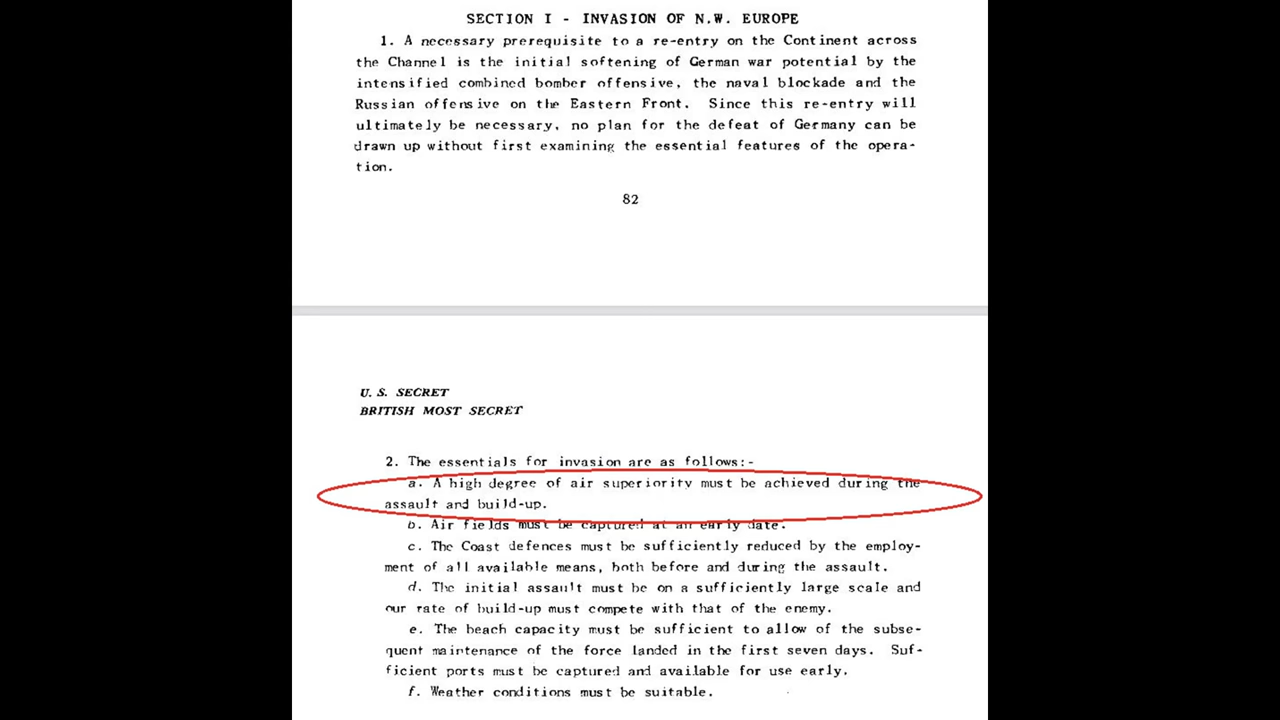 SECTION I - INVASION OF N.W. EUROPE
1. A necessary prerequisite to a re-entry on the Continent across
the Channel is the initial softening of German war potential by the
intensified combined bomber offensive, the naval blockade and the
Russian offensive on the Eastern Front. Since this re-entry will
ultimately be necessary, no plan for the defeat of Germany can be
drawn up without first examining the essential features of the opera-
tion.
82
U. S. SECRET
BRITISH MOST SECRET
2. The essentials for invasion are as follows:-
a. A high degree of air superiority must be achieved during the
assault and build-up.
b. Air fields must be captured at an early date.
c. The Coast defences must be sufficiently reduced by the employ-
ment of all available means, both before and during the assault.
d. The initial assault must be on a sufficiently large scale and
our rate of build-up must compete with that of the enemy.
e. The beach capacity must be sufficient to allow of the subse-
quent maintenance of the force landed in the first seven days. Suf-
ficient ports must be captured and available for use early.
f. Weather conditions must be suitable.